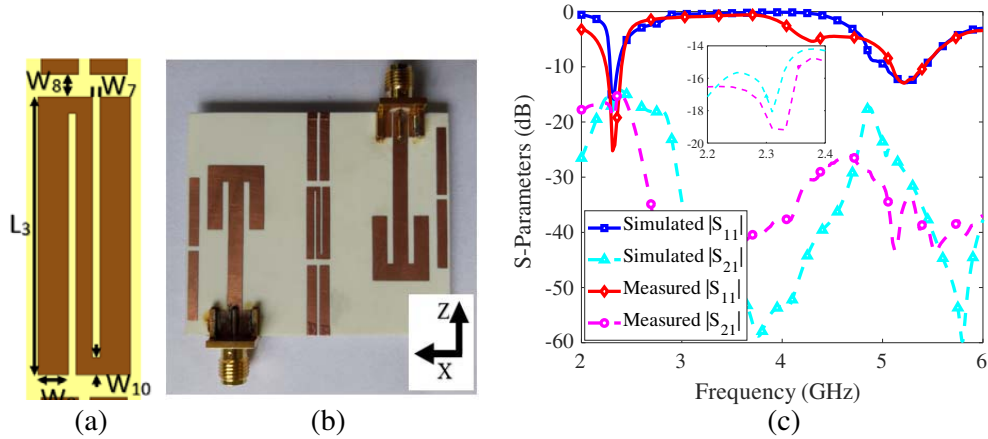 W8
W7
L3
W10
(a)
Z
X
(b)
0
-10
-20
-30
-40
-50
-60
S-Parameters (dB)
-14
-16
-18
-20
2.2
2.3
2.4
Simulated |S11|
Simulated |S21|
Measured |S11|
Measured |S21|
2
3
4
5
6
Frequency (GHz)
(c)